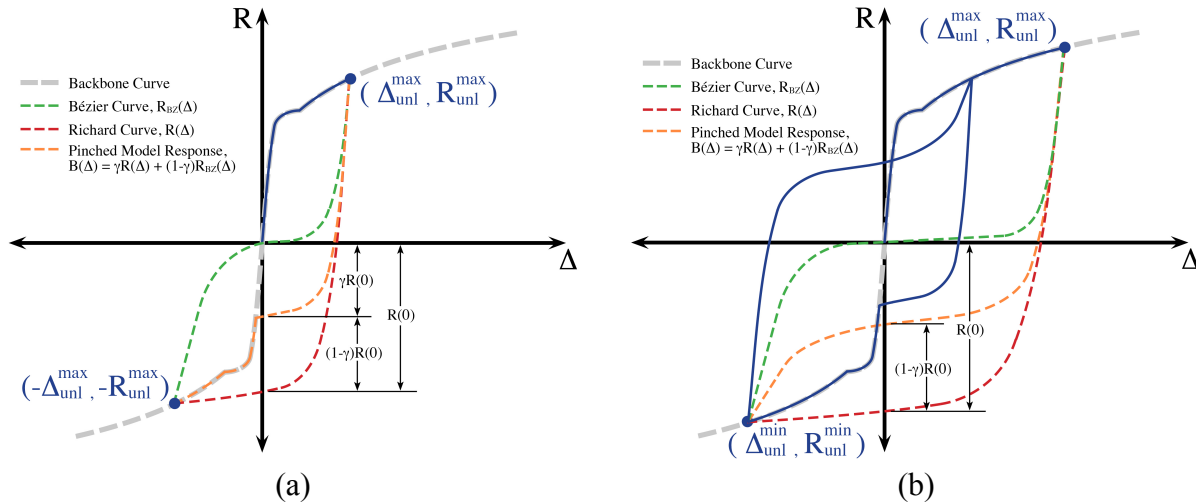 R
Backbone Curve
Bézier Curve, R_BZ(Δ)
Richard Curve, R(Δ)
Pinched Model Response,
B(Δ) = γR(Δ) + (1-γ)R_BZ(Δ)
( Δ_unl^max , R_unl^max )
Δ
γR(0)
R(0)
(1-γ)R(0)
(-Δ_unl^max , -R_unl^max )
(a)
R
( Δ_unl^max , R_unl^max )
Backbone Curve
Bézier Curve, R_BZ(Δ)
Richard Curve, R(Δ)
Pinched Model Response,
B(Δ) = γR(Δ) + (1-γ)R_BZ(Δ)
Δ
R(0)
(1-γ)R(0)
( Δ_unl^min , R_unl^min )
(b)